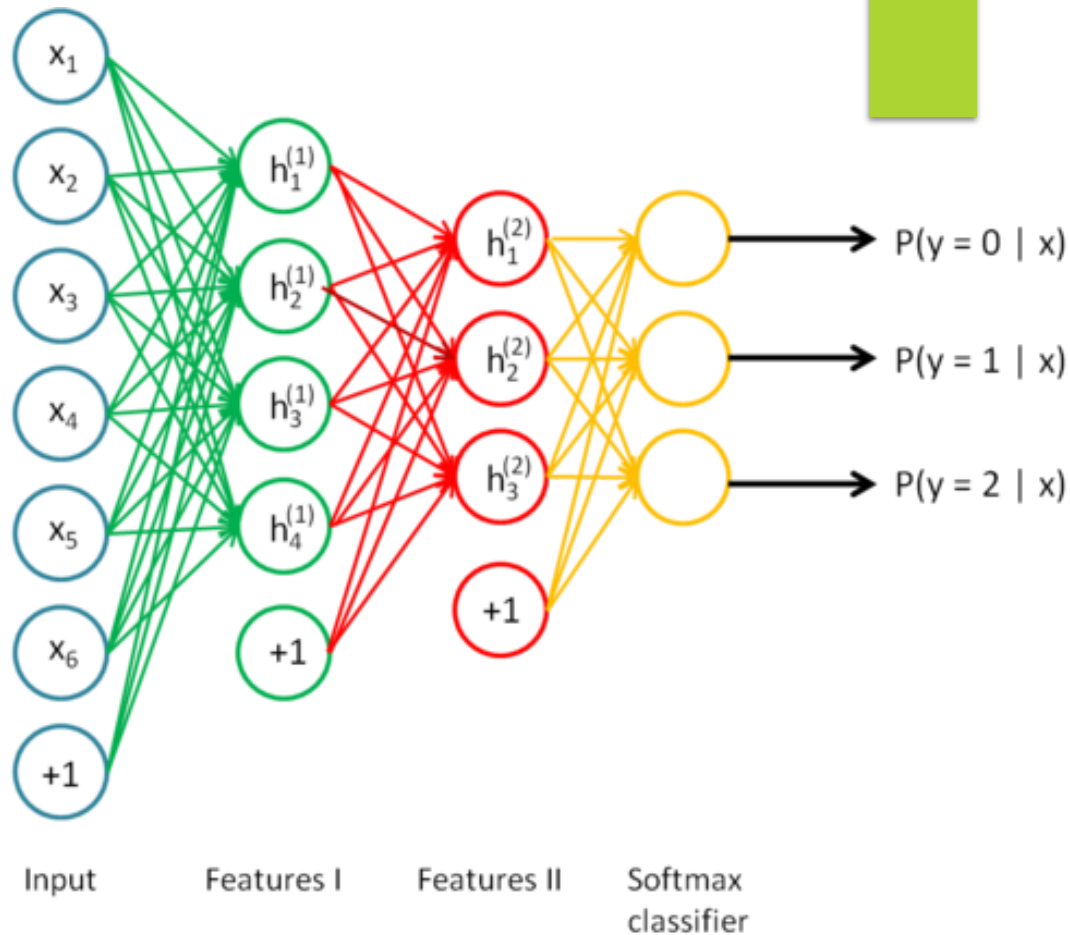 x₁
x₂
x₃
x₄
x₅
x₆
+1
h₁⁽¹⁾
h₂⁽¹⁾
h₃⁽¹⁾
h₄⁽¹⁾
+1
h₁⁽²⁾
h₂⁽²⁾
h₃⁽²⁾
+1
P(y = 0 | x)
P(y = 1 | x)
P(y = 2 | x)
Input
Features I
Features II
Softmax
classifier